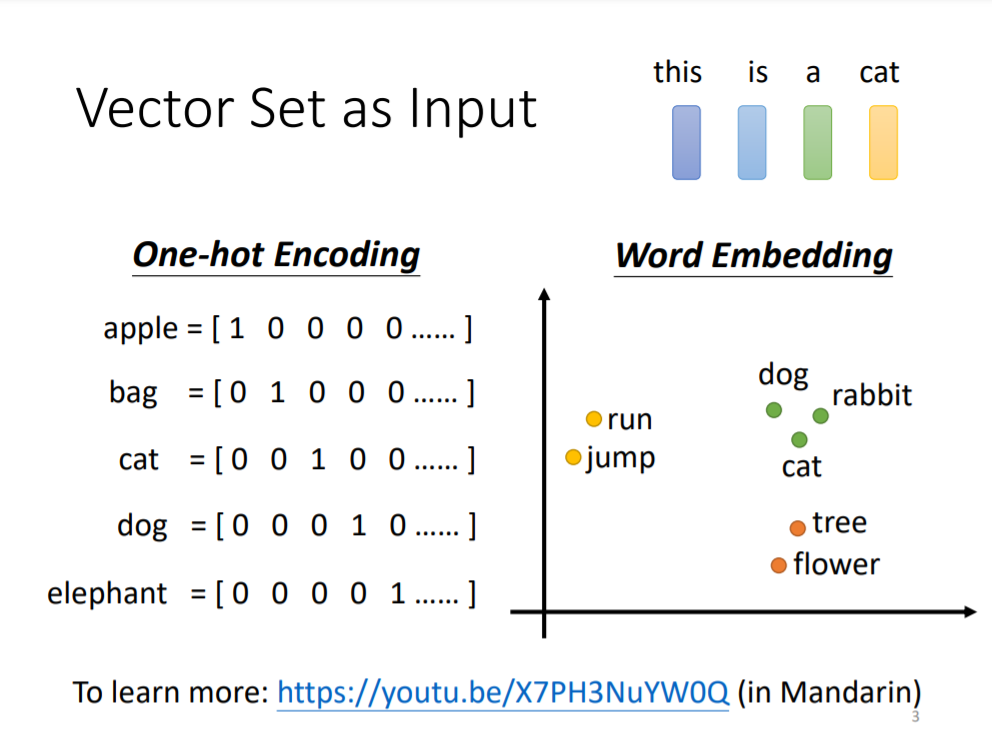 this is a cat
Vector Set as Input
One-hot Encoding
apple = [ 1 0 0 0 0 …… ]
bag = [ 0 1 0 0 0 …… ]
cat = [ 0 0 1 0 0 …… ]
dog = [ 0 0 0 1 0 …… ]
elephant = [ 0 0 0 0 1 …… ]
Word Embedding
dog
rabbit
run
jump
cat
tree
flower
To learn more: https://youtu.be/X7PH3NuYW0Q (in Mandarin)
3